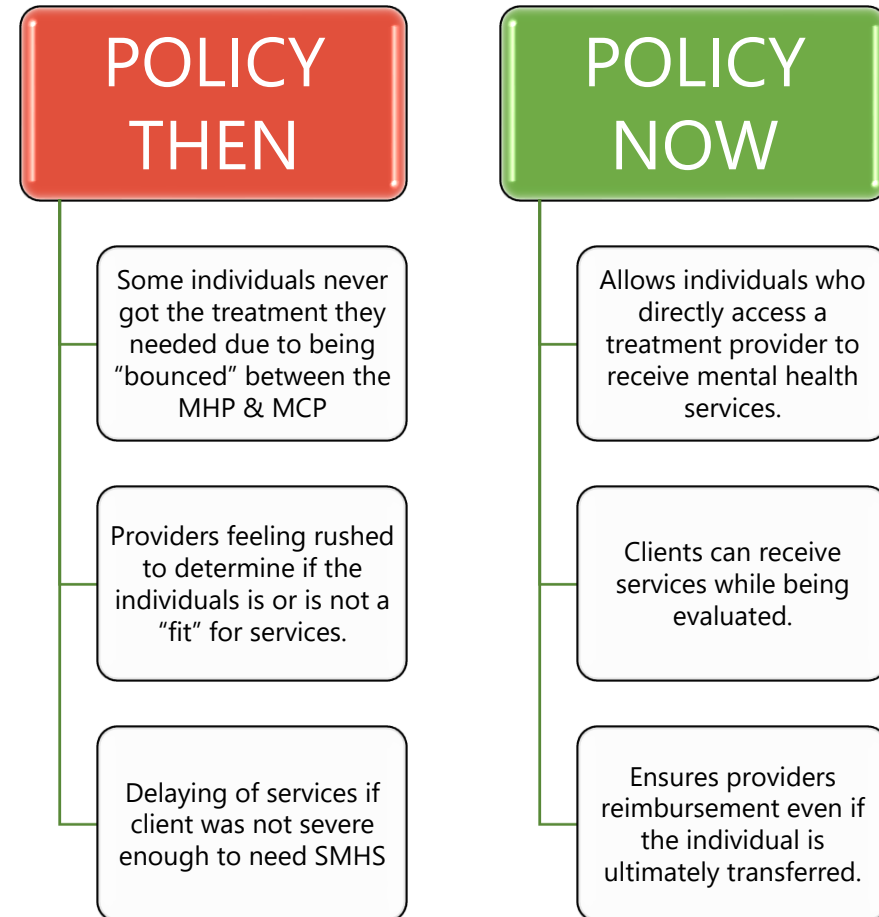 POLICY
THEN
Some individuals never
got the treatment they
needed due to being
“bounced” between the
MHP & MCP
Providers feeling rushed
to determine if the
individuals is or is not a
“fit” for services.
Delaying of services if
client was not severe
enough to need SMHS
POLICY
NOW
Allows individuals who
directly access a
treatment provider to
receive mental health
services.
Clients can receive
services while being
evaluated.
Ensures providers
reimbursement even if
the individual is
ultimately transferred.